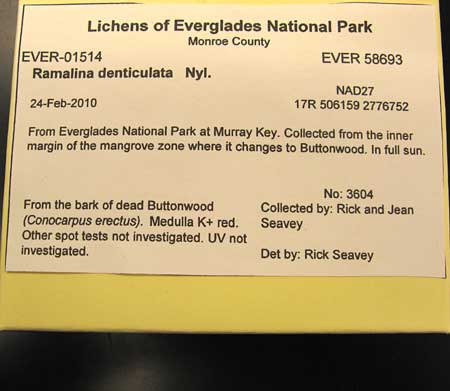 Lichens of Everglades National Park
Monroe County
EVER-01514 EVER 58693
Ramalina denticulata Nyl.
NAD27
24-Feb-2010 17R 506159 2776752
From Everglades National Park at Murray Key. Collected from the inner
margin of the mangrove zone where it changes to Buttonwood. In full sun.
No: 3604
From the bark of dead Buttonwood Collected by: Rick and Jean
(Conocarpus erectus). Medulla K+ red. Seavey
Other spot tests not investigated. UV not
investigated. Det by: Rick Seavey